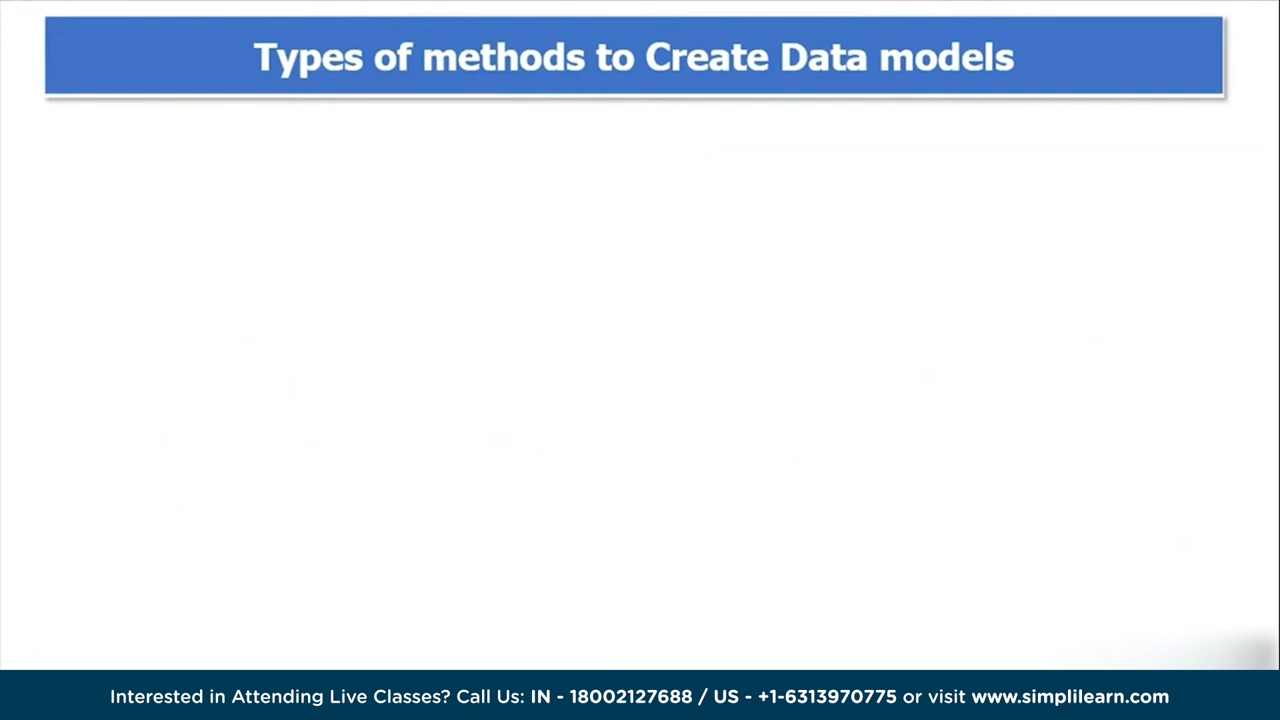 Types of methods to Create Data models
Interested in Attending Live Classes? Call Us: IN - 18002127688 / US - +1-6313970775 or visit www.simplilearn.com